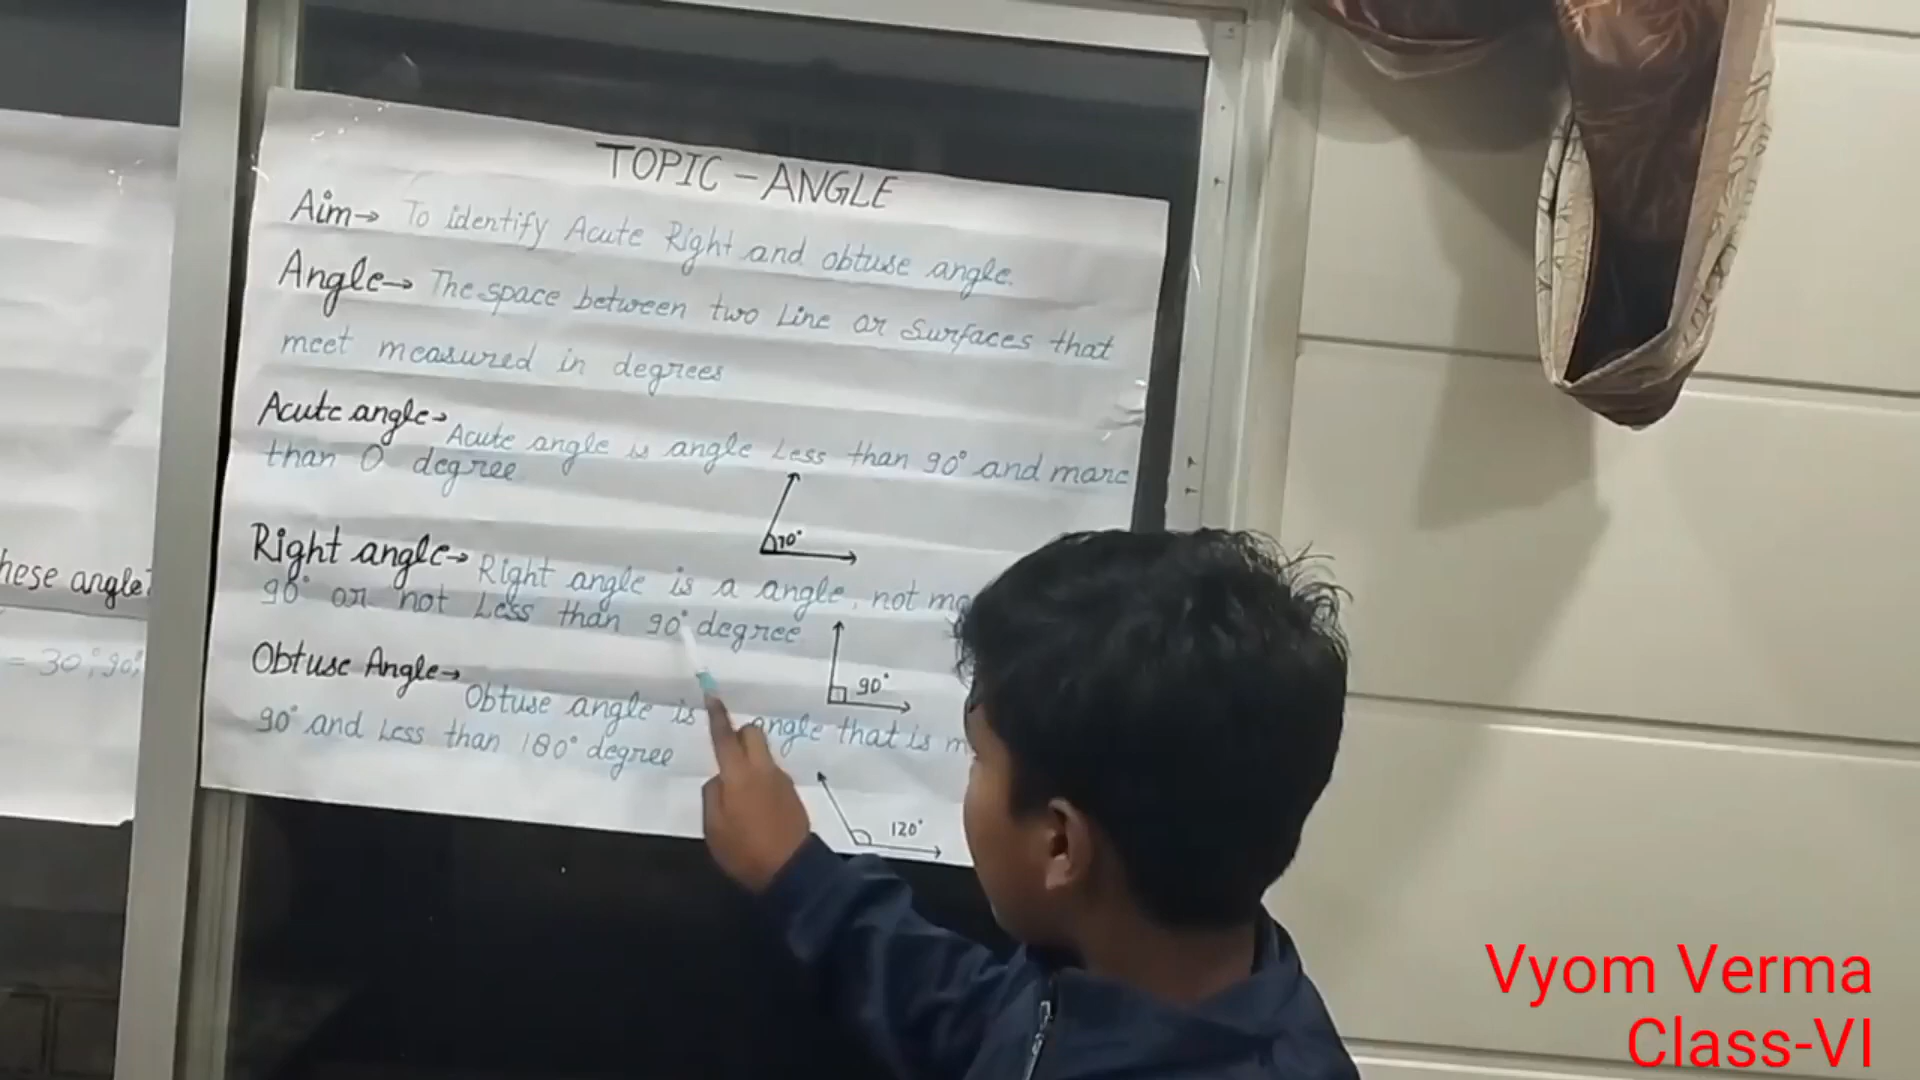 TOPIC - ANGLE
Aim→ To identify Acute Right and obtuse angle.
Angle→ The space between two Line or Surfaces that
meet measured in degrees
Acute angle→ Acute angle is angle Less than 90° and more
than 0° degree
70°
Right angle→ Right angle is a angle, not
90° or not Less than 90° degree
90°
Obtuse Angle→ Obtuse angle is angle that is
90° and Less than 180° degree
120°
hese angle?
= 30°, 90°,
Vyom Verma
Class-VI